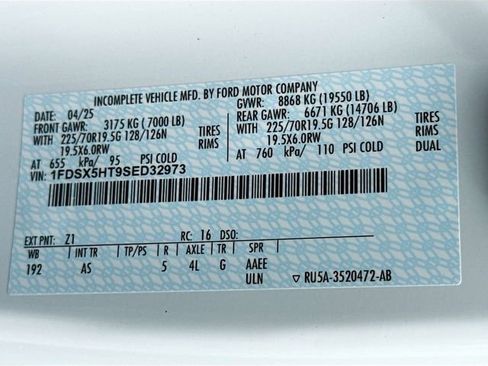 INCOMPLETE VEHICLE MFD. BY FORD MOTOR COMPANY
DATE: 04/25 GVWR: 8868 KG (19550 LB)
FRONT GAWR: 3175 KG (7000 LB) REAR GAWR: 6671 KG (14706 LB)
WITH 225/70R19.5G 128/126N TIRES WITH 225/70R19.5G 128/126N TIRES
19.5X6.0RW RIMS 19.5X6.0RW RIMS
AT 655 kPa/ 95 PSI COLD AT 760 kPa/ 110 PSI COLD DUAL
VIN: 1FDSX5HT9SED32973
EXT PNT: Z1 RC: 16 DSO:
WB INT TR TP/PS R AXLE TR SPR
192 AS 5 4L G AAEE
ULN ▽ RU5A-3520472-AB